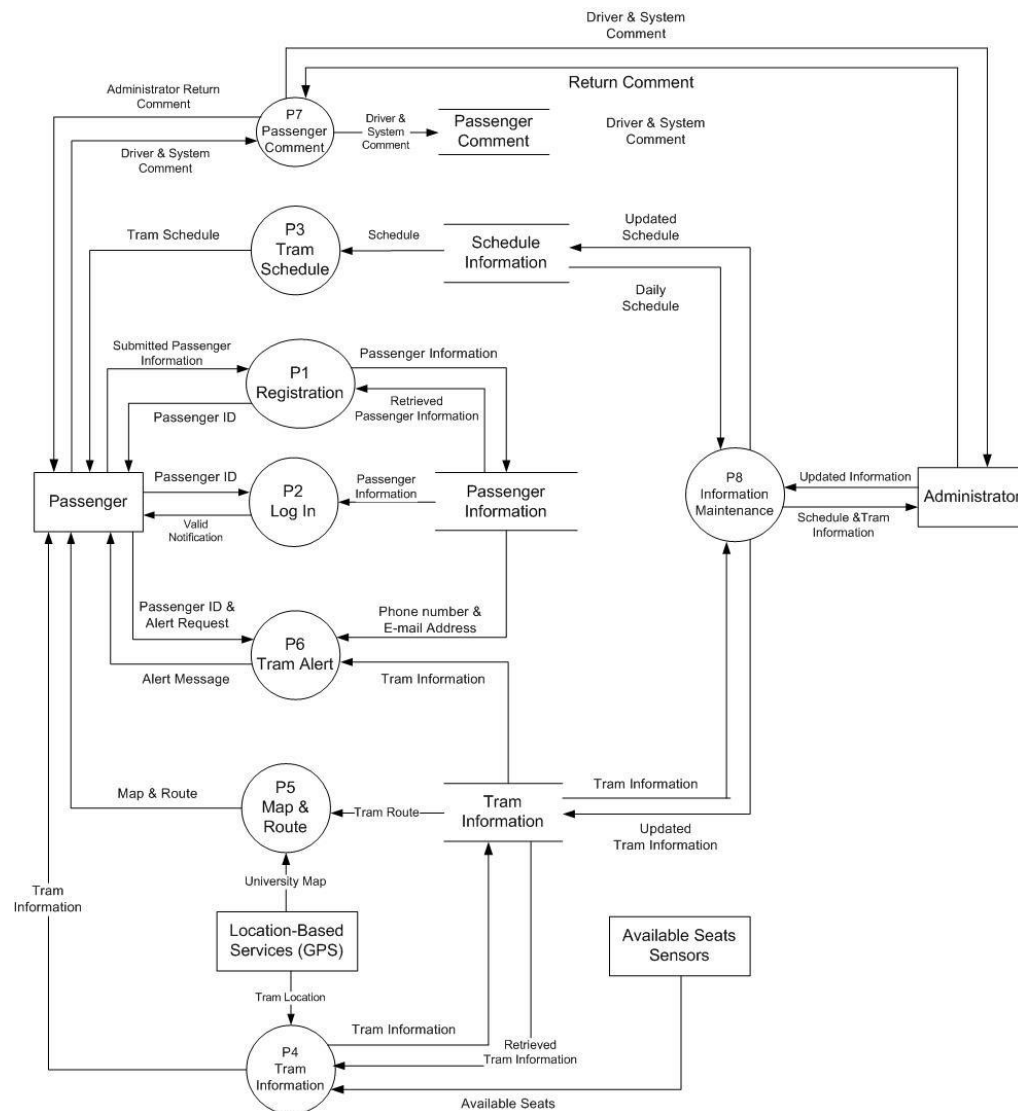 Driver & System
Comment
Return Comment
Administrator Return
Comment
P7
Passenger
Comment
Driver &
System
Comment
Passenger
Comment
Driver & System
Comment
Driver & System
Comment
Tram Schedule
P3
Tram
Schedule
Schedule
Schedule
Information
Updated
Schedule
Daily
Schedule
Submitted Passenger
Information
P1
Registration
Passenger Information
Retrieved
Passenger Information
Passenger ID
Passenger
Passenger ID
P2
Log In
Passenger
Information
Passenger
Information
Valid
Notification
P8
Information
Maintenance
Updated Information
Schedule &Tram
Information
Administrator
Passenger ID &
Alert Request
P6
Tram Alert
Phone number &
E-mail Address
Alert Message
Tram Information
Map & Route
P5
Map &
Route
Tram Route
Tram
Information
Tram Information
Updated
Tram Information
University Map
Tram
Information
Location-Based
Services (GPS)
Available Seats
Sensors
Tram Location
P4
Tram
Information
Tram Information
Retrieved
Tram Information
Available Seats